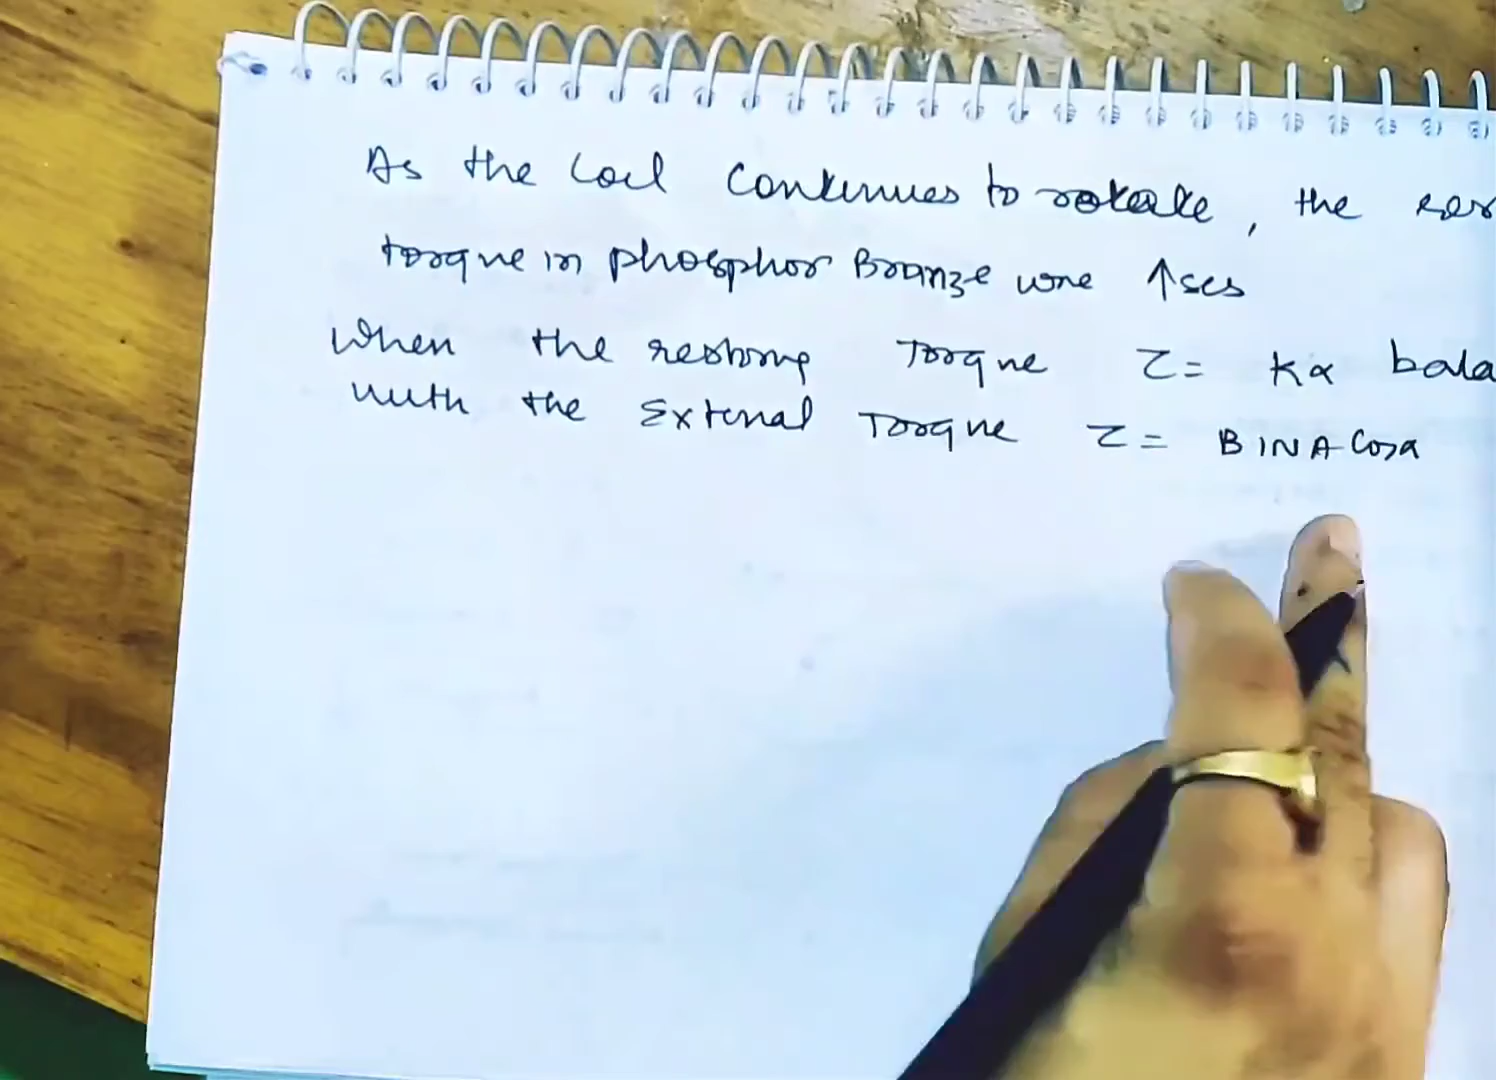 As the Coil Continues to rotate, the res
torque in phosphor Bronze wire ↑ses
When the restoring Torque τ = Kα bala
with the External Torque τ = BINA Cosα